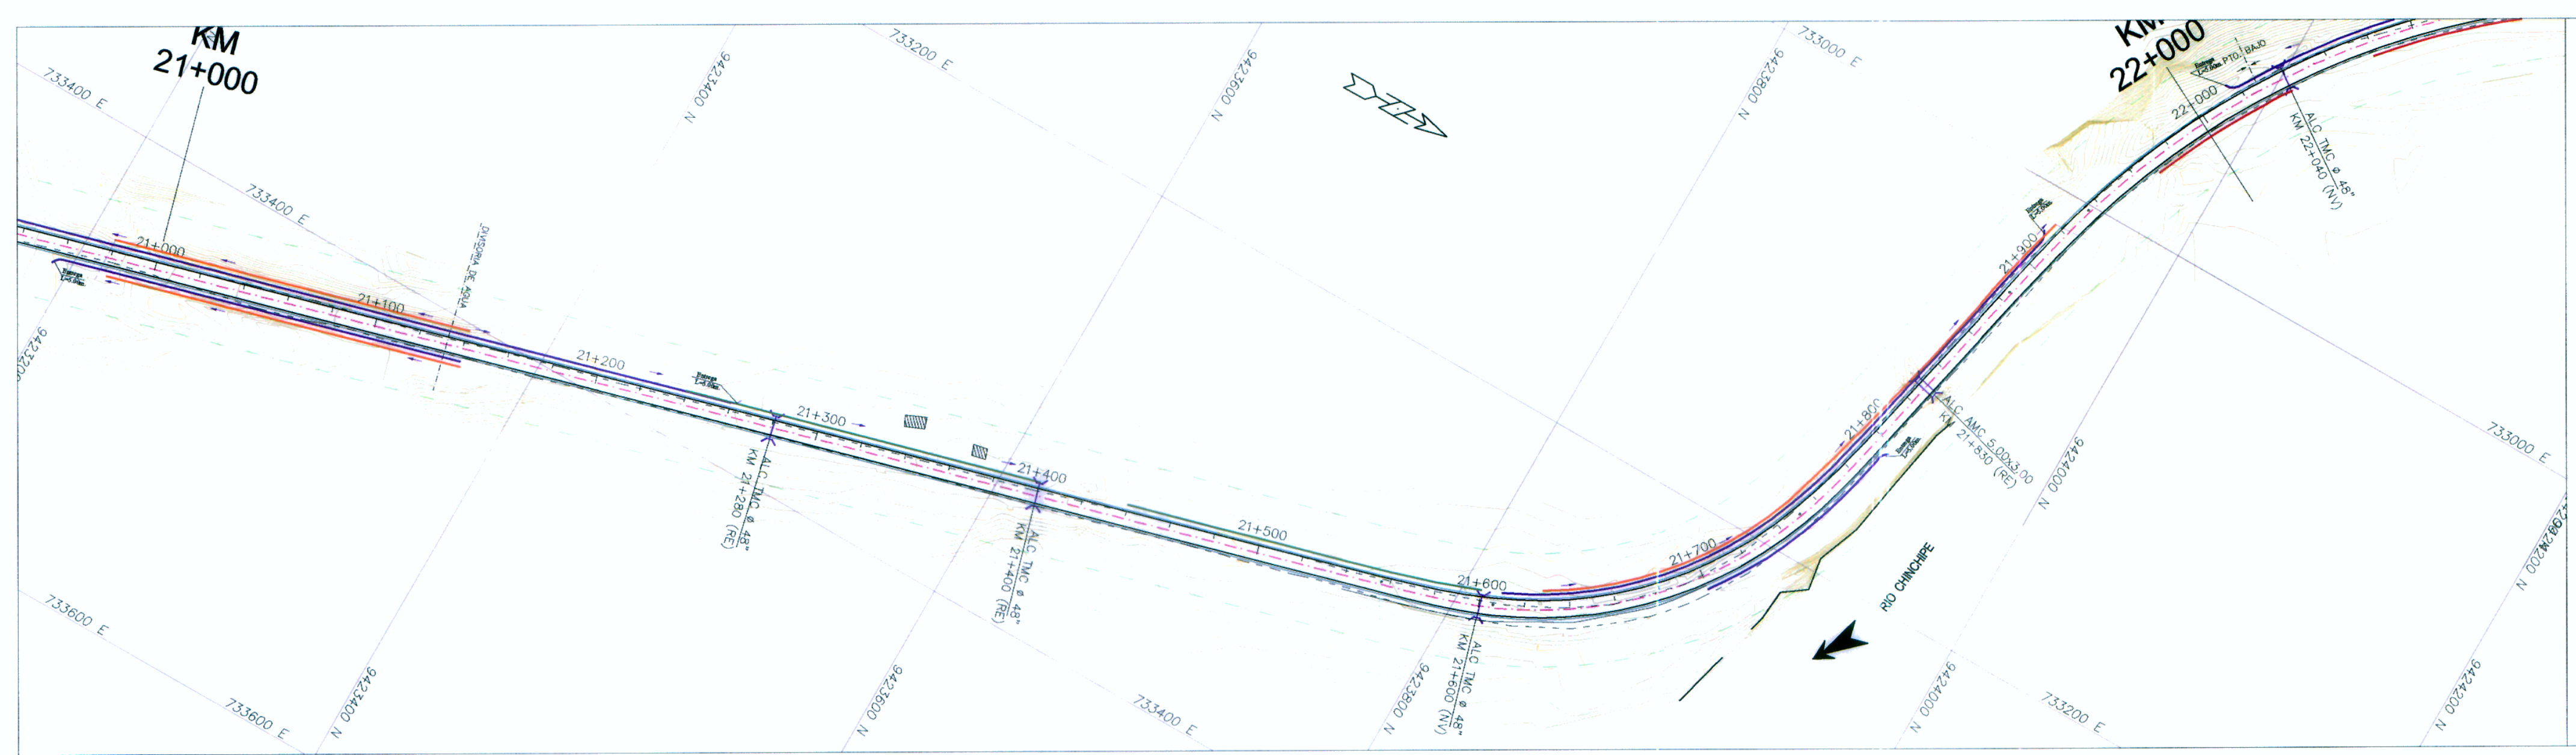 KM
21+000
733400 E
733400 E
9423400 N
733200 E
9423600 N
733000 E
9423800 N
KM
22+000
PTO. BAJO
22+000
ALC TMC ø 48"
KM 22+040 (NV)
21+000
21+100
DIVISORIA DE AQUA
21+200
21+300
21+400
21+500
21+600
21+700
21+800
21+900
ALC TMC ø 48"
KM 21+280 (RE)
ALC TMC ø 48"
KM 21+400 (RE)
ALC TMC ø 48"
KM 21+600 (NV)
ALC AMC 5.00x3.00
KM 21+830 (RE)
RIO CHINCHIPE
9424000 N
733000 E
733600 E
733600 E
9423400 N
9423600 N
733400 E
9423800 N
9424000 N
733200 E
9424200 N